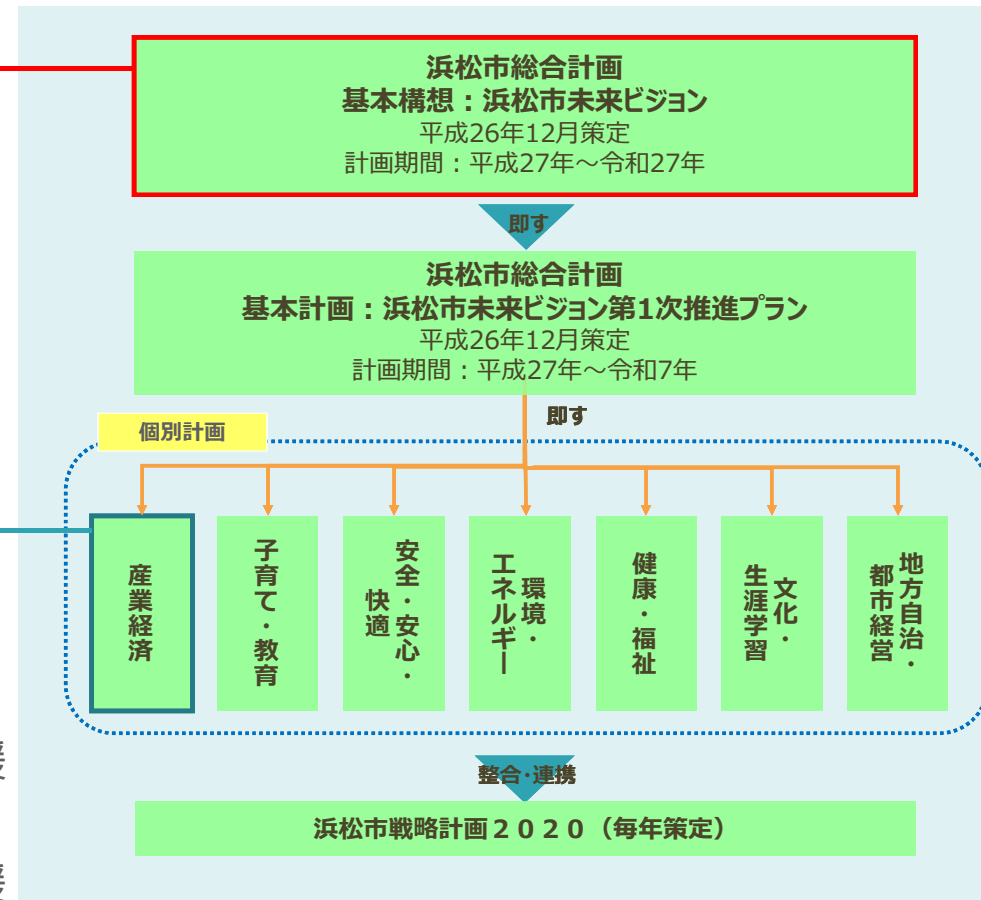 浜松市総合計画
基本構想：浜松市未来ビジョン
平成26年12月策定
計画期間：平成27年～令和27年
即す
浜松市総合計画
基本計画：浜松市未来ビジョン第1次推進プラン
平成26年12月策定
計画期間：平成27年～令和7年
即す
個別計画
産業経済
子育て・教育
安全・安心・
快適
環境・
エネルギー
健康・福祉
文化・
生涯学習
地方自治・
都市経営
整合･連携
浜松市戦略計画２０２０（毎年策定）